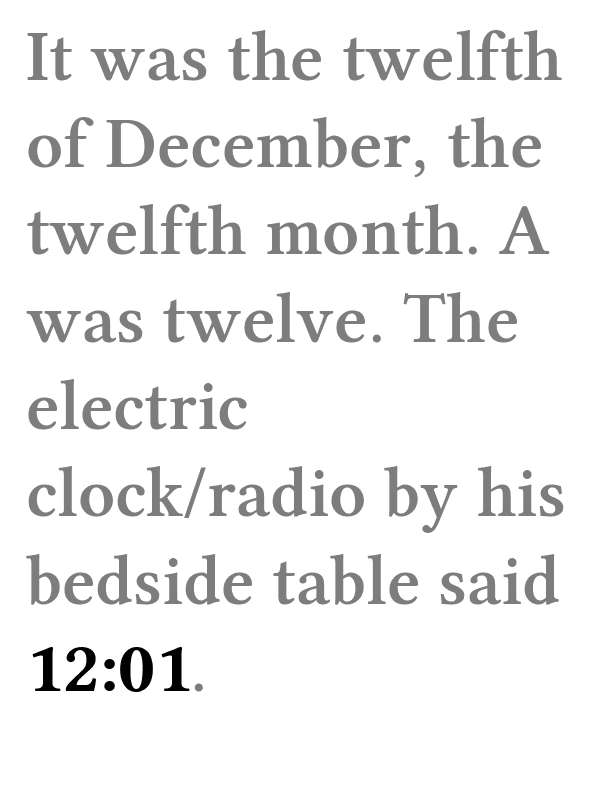 It was the twelfth
of December, the
twelfth month. A
was twelve. The
electric
clock/radio by his
bedside table said
12:01.